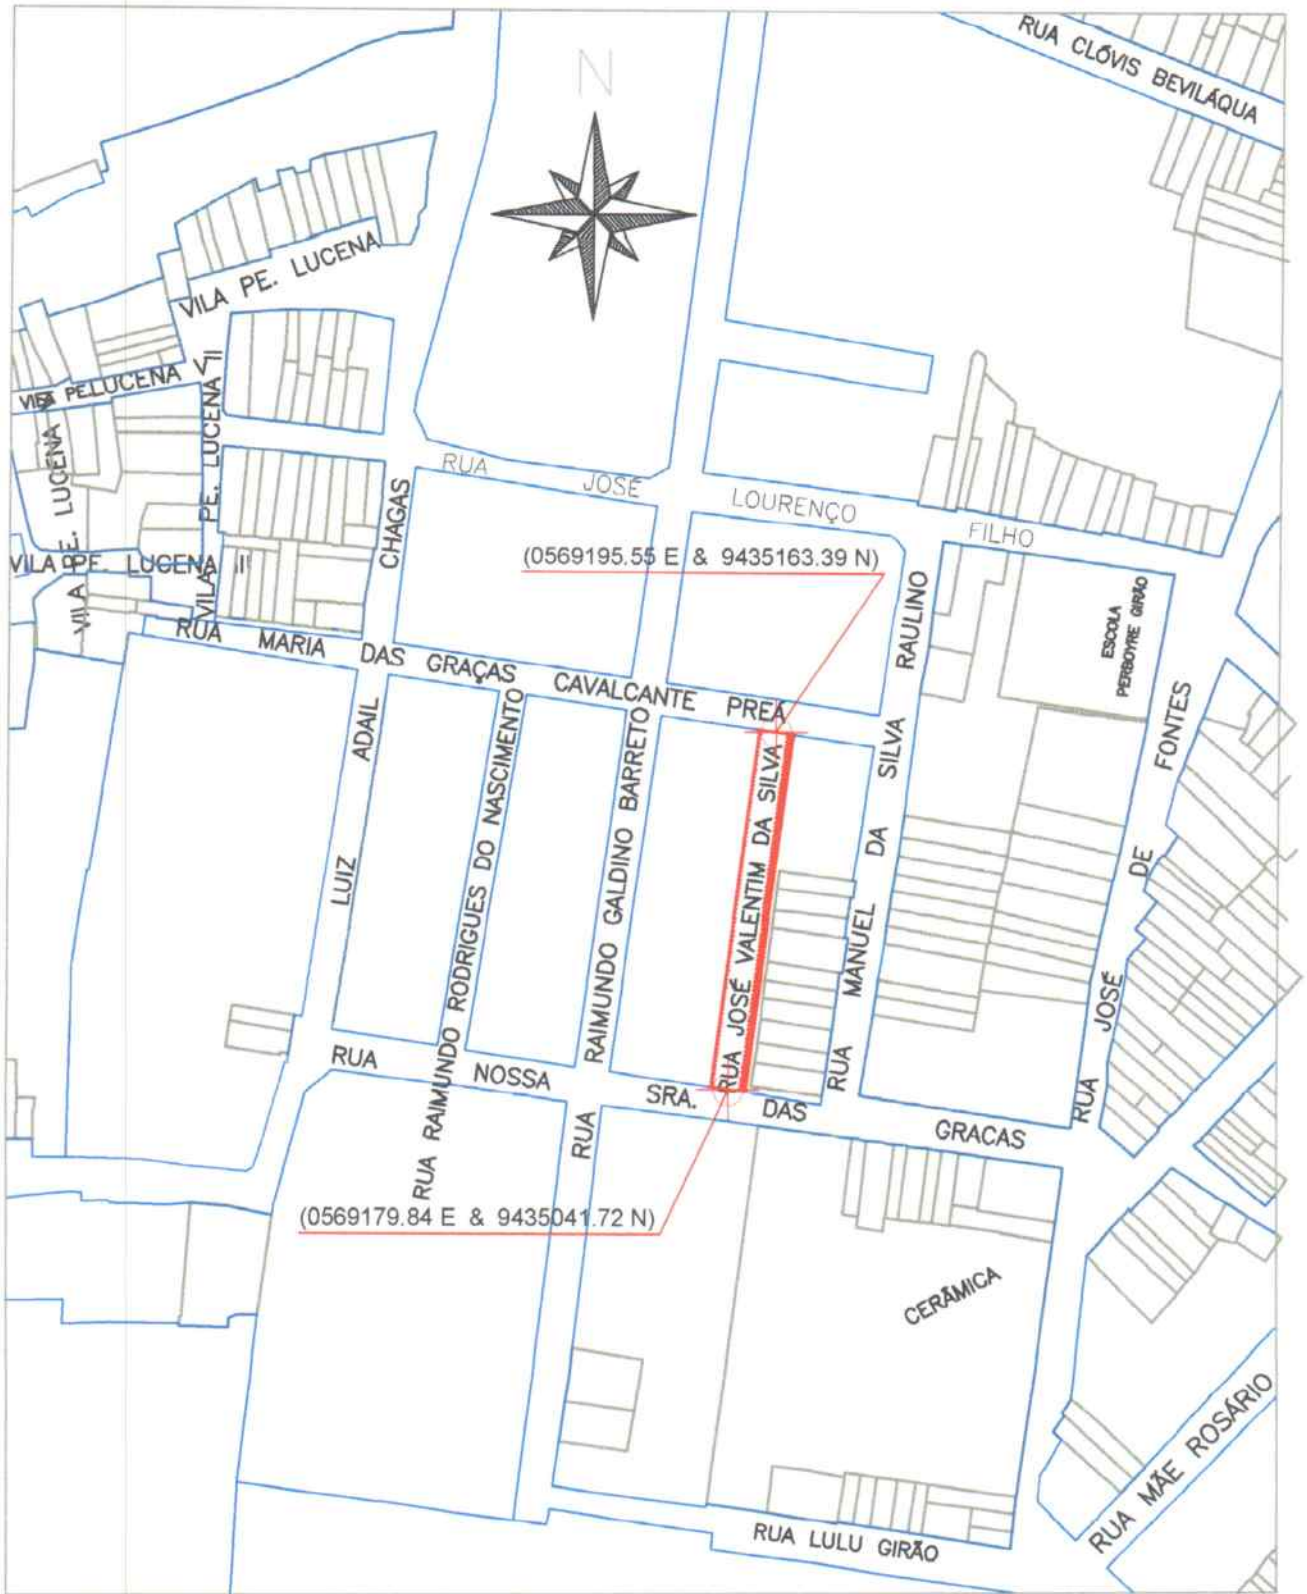 RUA CLÓVIS BEVILÁQUA
N
VILA PE. LUCENA
PE.LUCENA VII
PE. LUCENA
VILA PE. LUCENA
VILA PE. LUCENA II
VILA
RUA JOSÉ LOURENÇO FILHO
(0569195.55 E & 9435163.39 N)
CHAGAS
ADAIL
LUIZ
RUA MARIA DAS GRAÇAS CAVALCANTE PREÁ
RUA RAIMUNDO RODRIGUES DO NASCIMENTO
RAIMUNDO GALDINO BARRETO
RUA
RUA JOSÉ VALENTIM DA SILVA
RUA MANUEL DA SILVA RAULINO
ESCOLA
PERBOYRE GIRÃO
RUA JOSÉ DE FONTES
RUA NOSSA SRA. DAS GRACAS
(0569179.84 E & 9435041.72 N)
CERÂMICA
RUA MÃE ROSÁRIO
RUA LULU GIRÃO